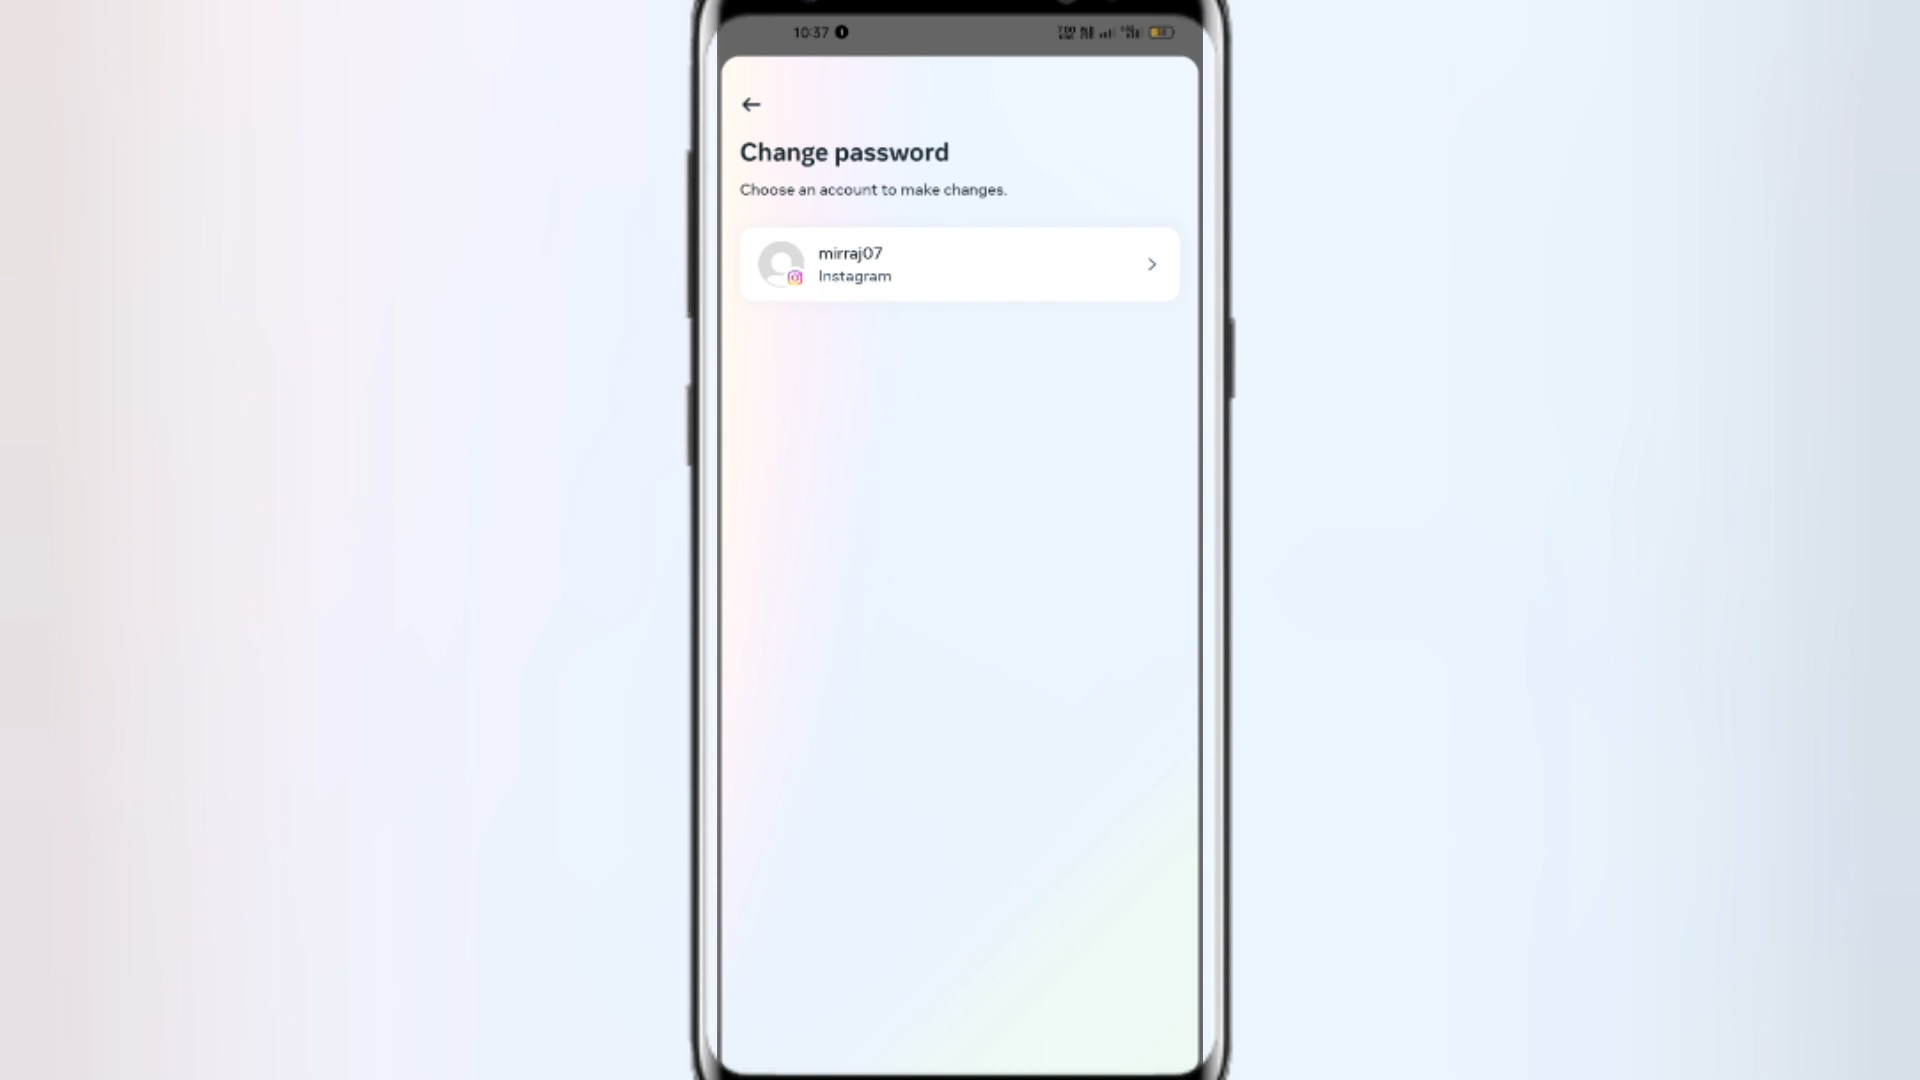 10:37
Change password
Choose an account to make changes.
mirraj07
Instagram